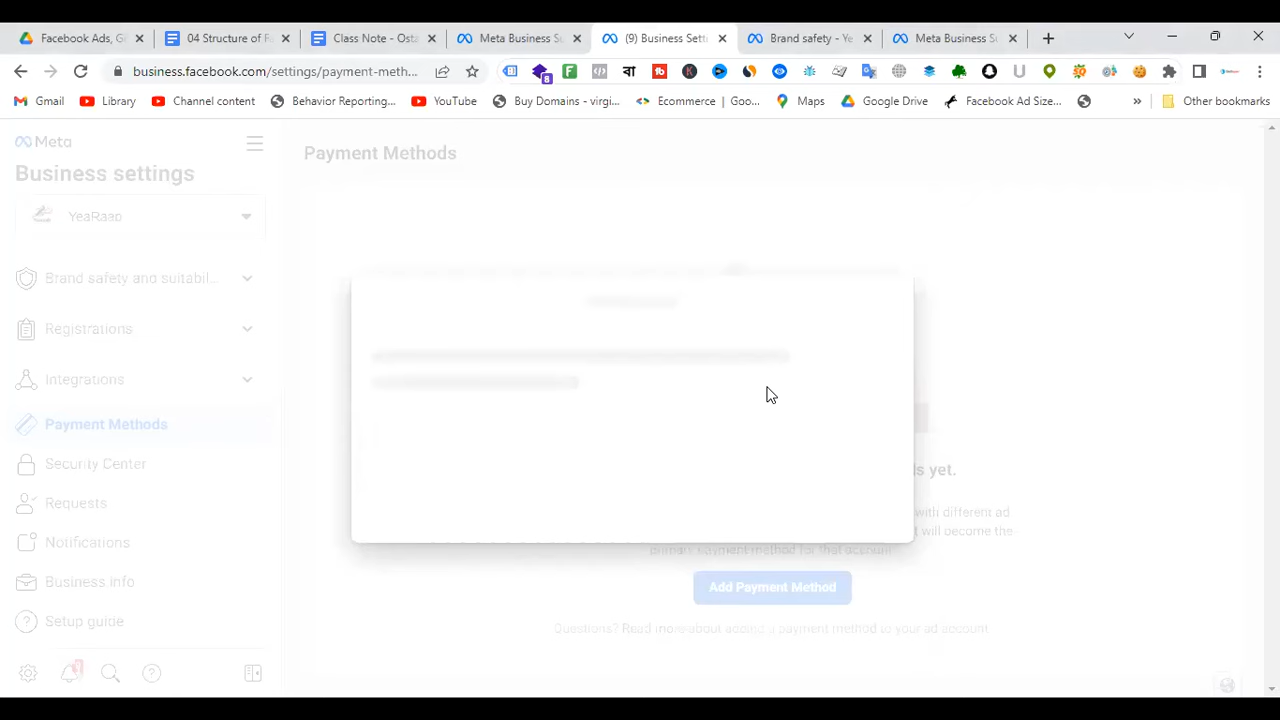 Facebook Ads, G
04 Structure of R
Class Note - Osta
Meta Business S
(9) Business Sett
Brand safety - Ye
Meta Business S
business.facebook.com/settings/payment-meth...
8
বা
Gmail
Library
Channel content
Behavior Reporting...
YouTube
Buy Domains - virgi...
Ecommerce | Goo...
Maps
Google Drive
Facebook Ad Size...
»
Other bookmarks
Meta
Business settings
YeaRaap
Brand safety and suitabil...
Registrations
Integrations
Payment Methods
Security Center
Requests
Notifications
Business info
Setup guide
Payment Methods
s yet.
with different ad
t will become the
primary payment method for that account.
Add Payment Method
Questions? Read more about adding a payment method to your ad account.